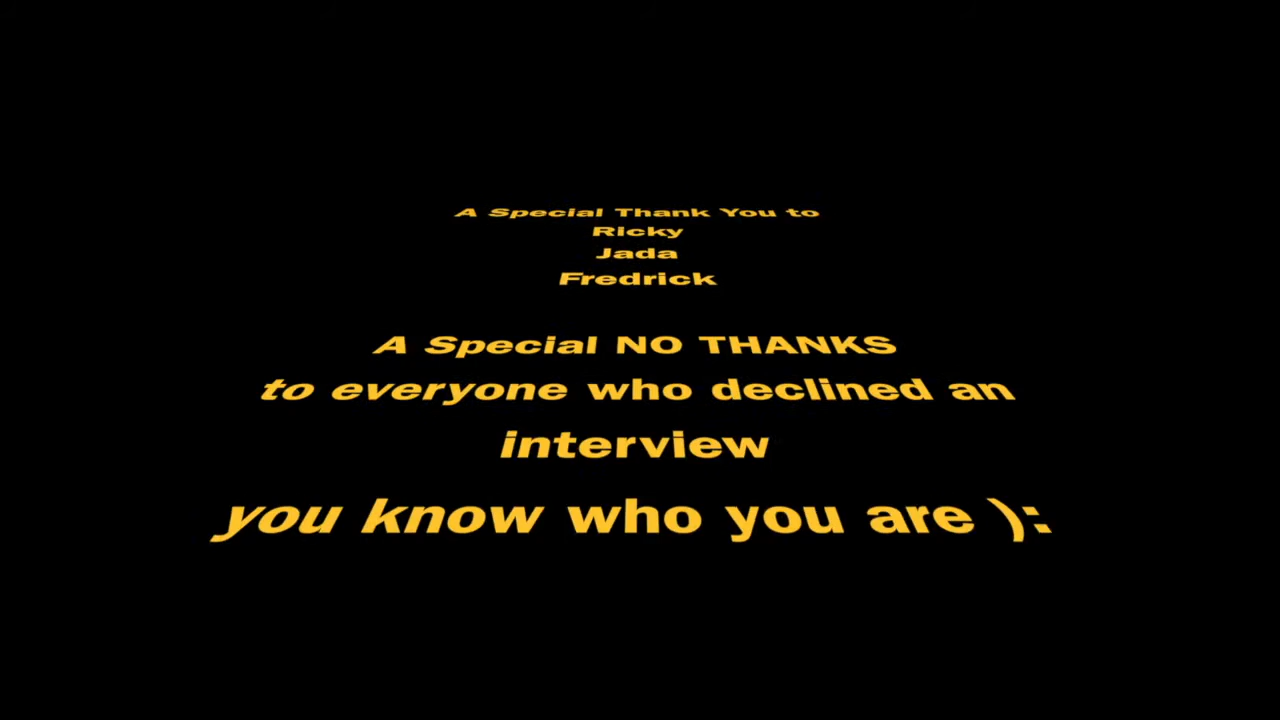 A Special Thank You to
Ricky
Jada
Fredrick
A Special NO THANKS
to everyone who declined an
interview
you know who you are ):